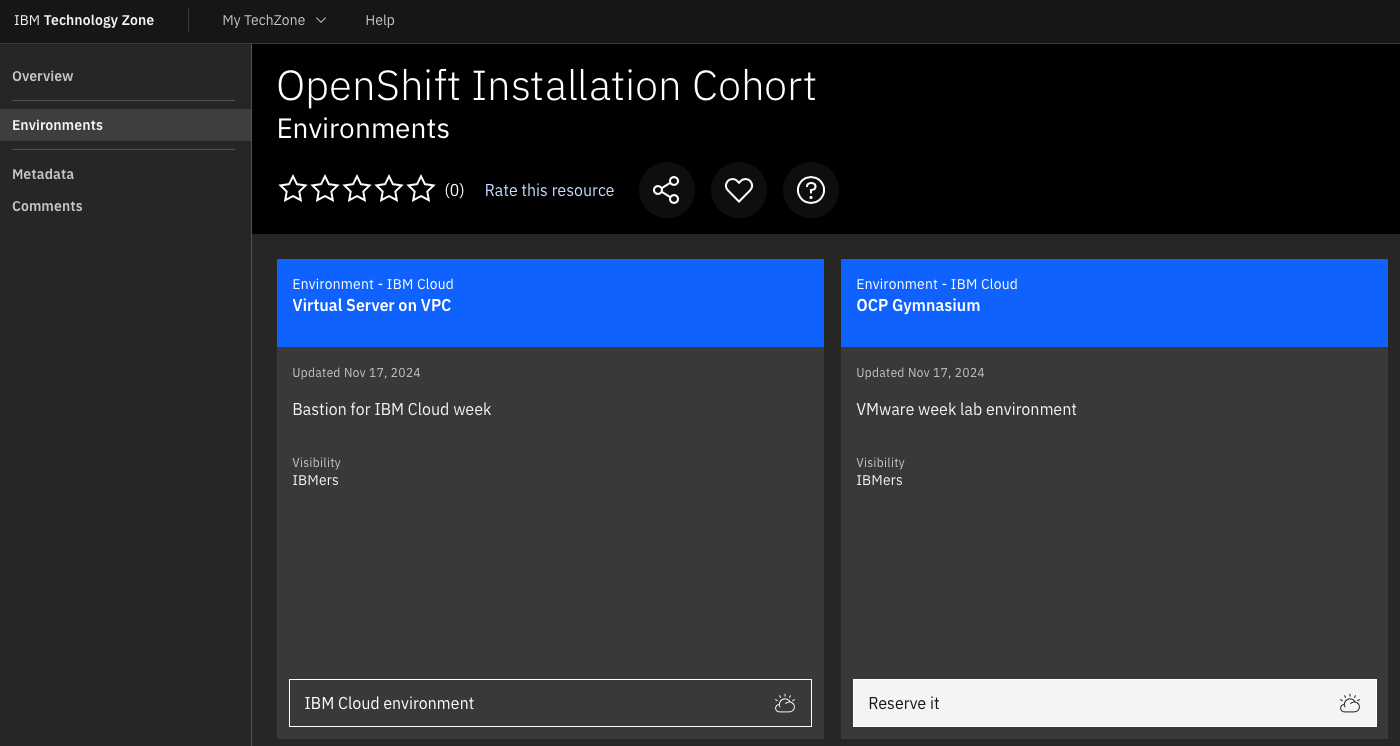 IBM Technology Zone
My TechZone
Help
Overview
Environments
Metadata
Comments
OpenShift Installation Cohort
Environments
(0)
Rate this resource
Environment - IBM Cloud
Virtual Server on VPC
Updated Nov 17, 2024
Bastion for IBM Cloud week
Visibility
IBMers
IBM Cloud environment
Environment - IBM Cloud
OCP Gymnasium
Updated Nov 17, 2024
VMware week lab environment
Visibility
IBMers
Reserve it